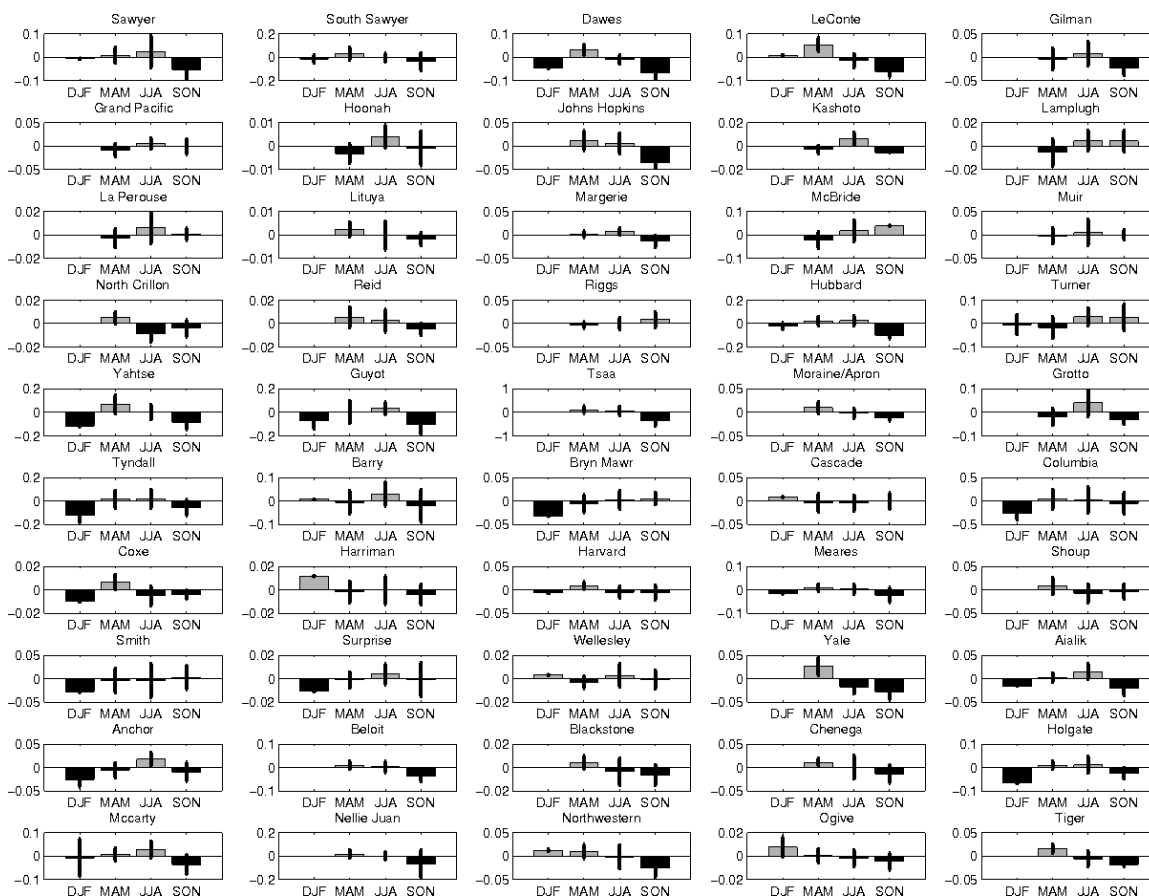 Sawyer South Sawyer Dawes LeConte Gilman
0.1 0.2 0.1 0.1 0.05
0 0 0 0 0
−0.1 −0.2 −0.1 −0.1 −0.05
DJF MAM JJA SON DJF MAM JJA SON DJF MAM JJA SON DJF MAM JJA SON DJF MAM JJA SON
Grand Pacific Hoonah Johns Hopkins Kashoto Lamplugh
0.05 0.01 0.05 0.02 0.02
0 0 0 0 0
−0.05 −0.01 −0.05 −0.02 −0.02
DJF MAM JJA SON DJF MAM JJA SON DJF MAM JJA SON DJF MAM JJA SON DJF MAM JJA SON
La Perouse Lituya Margerie McBride Muir
0.02 0.01 0.05 0.1 0.05
0 0 0 0 0
−0.02 −0.01 −0.05 −0.1 −0.05
DJF MAM JJA SON DJF MAM JJA SON DJF MAM JJA SON DJF MAM JJA SON DJF MAM JJA SON
North Crillon Reid Riggs Hubbard Turner
0.02 0.02 0.05 0.2 0.1
0 0 0 0 0
−0.02 −0.02 −0.05 −0.2 −0.1
DJF MAM JJA SON DJF MAM JJA SON DJF MAM JJA SON DJF MAM JJA SON DJF MAM JJA SON
Yahtse Guyot Tsaa Moraine/Apron Grotto
0.2 0.2 1 0.05 0.1
0 0 0 0 0
−0.2 −0.2 −1 −0.05 −0.1
DJF MAM JJA SON DJF MAM JJA SON DJF MAM JJA SON DJF MAM JJA SON DJF MAM JJA SON
Tyndall Barry Bryn Mawr Cascade Columbia
0.2 0.1 0.05 0.05 0.5
0 0 0 0 0
−0.2 −0.1 −0.05 −0.05 −0.5
DJF MAM JJA SON DJF MAM JJA SON DJF MAM JJA SON DJF MAM JJA SON DJF MAM JJA SON
Coxe Harriman Harvard Meares Shoup
0.02 0.02 0.05 0.1 0.05
0 0 0 0 0
−0.02 −0.02 −0.05 −0.1 −0.05
DJF MAM JJA SON DJF MAM JJA SON DJF MAM JJA SON DJF MAM JJA SON DJF MAM JJA SON
Smith Surprise Wellesley Yale Aialik
0.05 0.02 0.02 0.05 0.05
0 0 0 0 0
−0.05 −0.02 −0.02 −0.05 −0.05
DJF MAM JJA SON DJF MAM JJA SON DJF MAM JJA SON DJF MAM JJA SON DJF MAM JJA SON
Anchor Beloit Blackstone Chenega Holgate
0.05 0.1 0.02 0.05 0.1
0 0 0 0 0
−0.05 −0.1 −0.02 −0.05 −0.1
DJF MAM JJA SON DJF MAM JJA SON DJF MAM JJA SON DJF MAM JJA SON DJF MAM JJA SON
Mccarty Nellie Juan Northwestern Ogive Tiger
0.1 0.2 0.05 0.02 0.05
0 0 0 0 0
−0.1 −0.2 −0.05 −0.02 −0.05
DJF MAM JJA SON DJF MAM JJA SON DJF MAM JJA SON DJF MAM JJA SON DJF MAM JJA SON